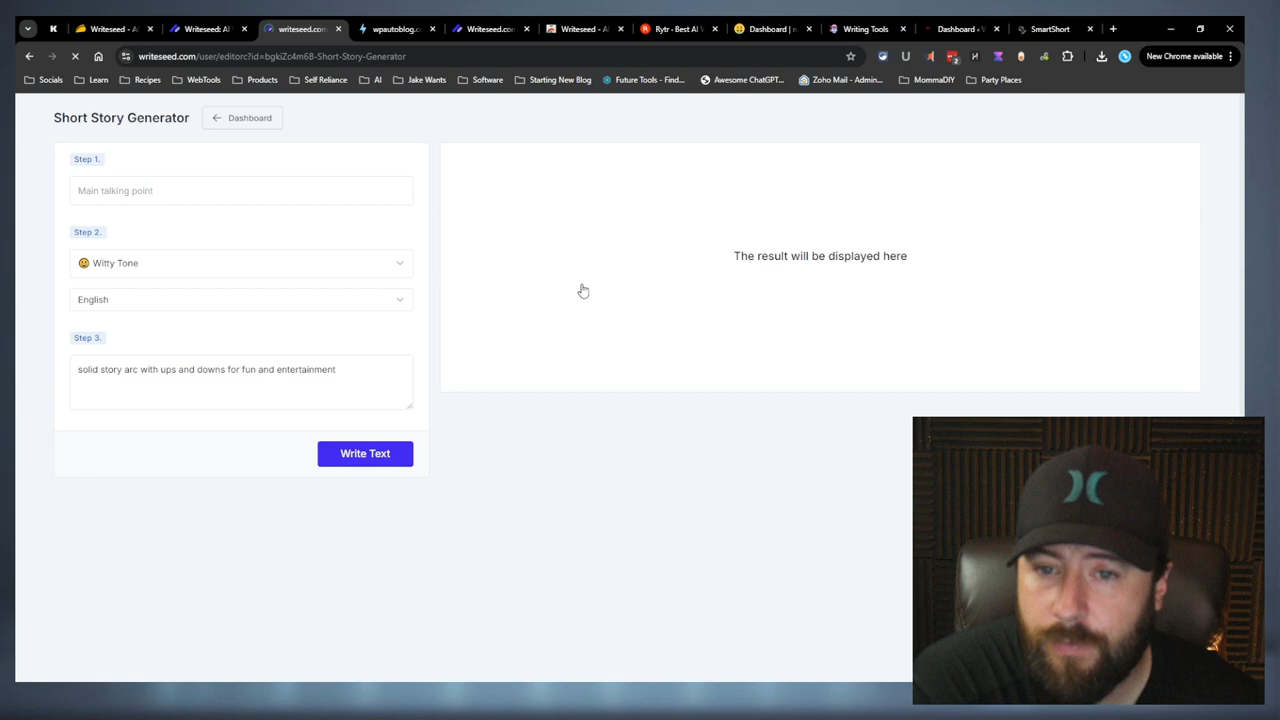 K
Writeseed -
Writeseed: AI
writeseed.com
wpautoblog.c
Writeseed:
Writeseed - A
Rytr - Best AI V
Dashboard |
Writing Tools
Dashboard ‹
SmartShort
writeseed.com/user/editorc?id=bgkiZc4m6B-Short-Story-Generator
New Chrome available
Socials
Learn
Recipes
WebTools
Products
Self Reliance
AI
Jake Wants
Software
Starting New Blog
Future Tools - Find...
Awesome ChatGPT...
Zoho Mail - Admin...
MommaDIY
Party Places
Short Story Generator
Dashboard
Step 1.
Main talking point
Step 2.
Witty Tone
English
Step 3.
solid story arc with ups and downs for fun and entertainment
Write Text
The result will be displayed here